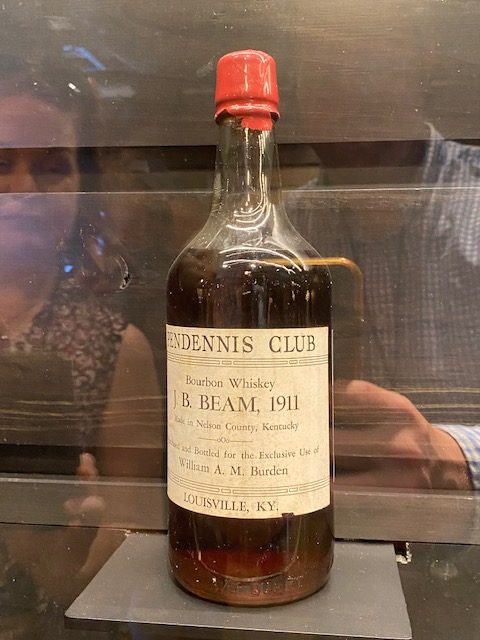 PENDENNIS CLUB
Bourbon Whiskey
J B. BEAM, 1911
Made in Nelson County, Kentucky
oOo
and Bottled for the Exclusive Use of
William A. M. Burden
LOUISVILLE, KY.